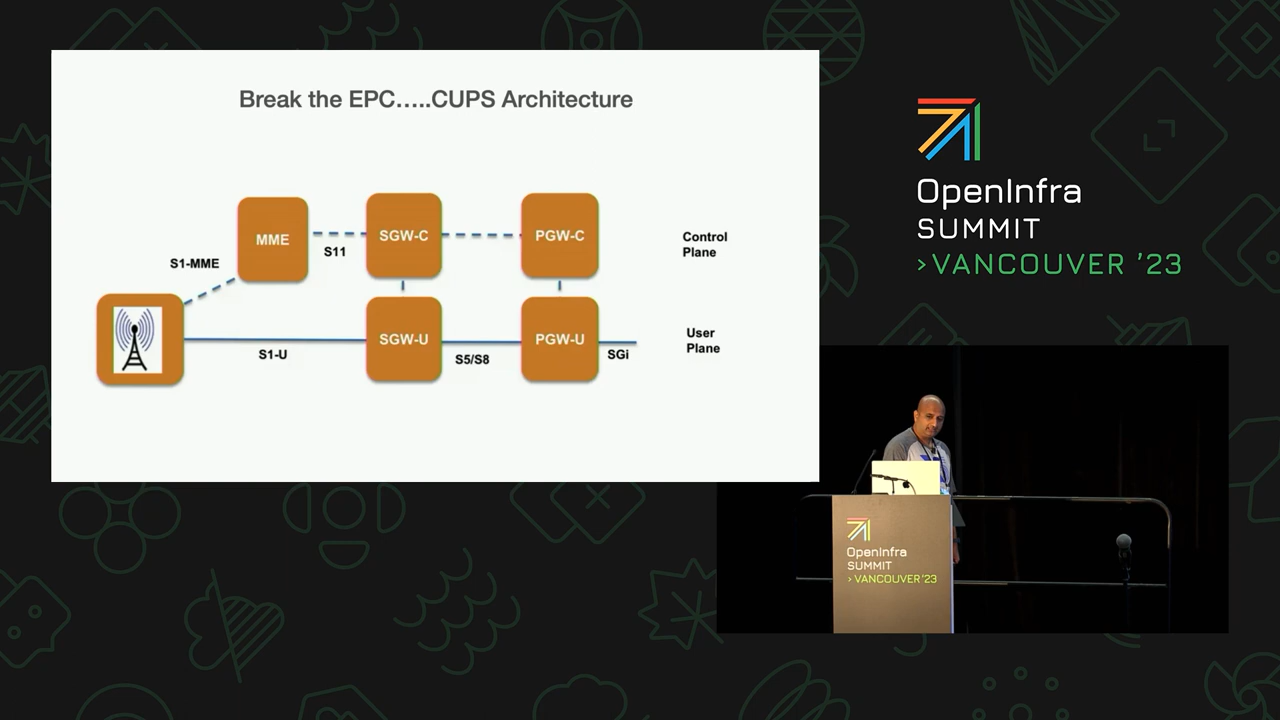 Break the EPC…..CUPS Architecture
MME
SGW-C
PGW-C
Control
Plane
S11
S1-MME
SGW-U
PGW-U
User
Plane
S1-U
S5/S8
SGi
OpenInfra
SUMMIT
>VANCOUVER '23
OpenInfra
SUMMIT
>VANCOUVER '23